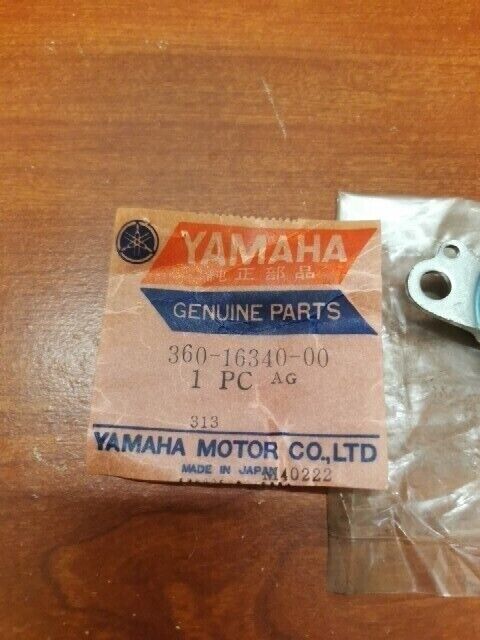 YAMAHA
純正部品
GENUINE PARTS
360-16340-00
1 PC AG
313
YAMAHA MOTOR CO.,LTD
MADE IN JAPAN
M40222